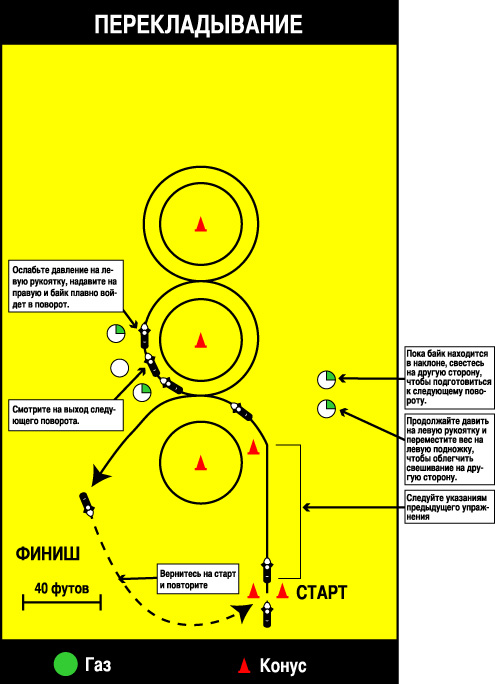 ПЕРЕКЛАДЫВАНИЕ
Ослабьте давление на ле-
вую рукоятку, надавите на
правую и байк плавно вой-
дет в поворот.
Смотрите на выход следу-
ющего поворота.
Пока байк находится
в наклоне, свестесь
на другую сторону,
чтобы подготовиться
к следующему пово-
роту.
Продолжайте давить
на левую рукоятку и
переместите вес на
левую подножку,
чтобы облегчить
свешивание на дру-
гую сторону.
Следуйте указаниям
предыдущего упраж-
нения
ФИНИШ
40 футов
Вернитесь на старт
и повторите
СТАРТ
Газ
Конус